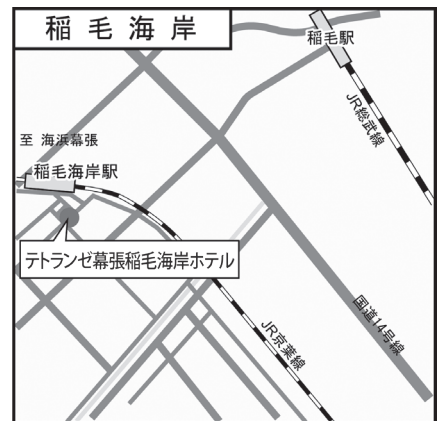 稲毛海岸
稲毛駅
JR総武線
至 海浜幕張
稲毛海岸駅
テトランゼ幕張稲毛海岸ホテル
国道14号線
JR京葉線